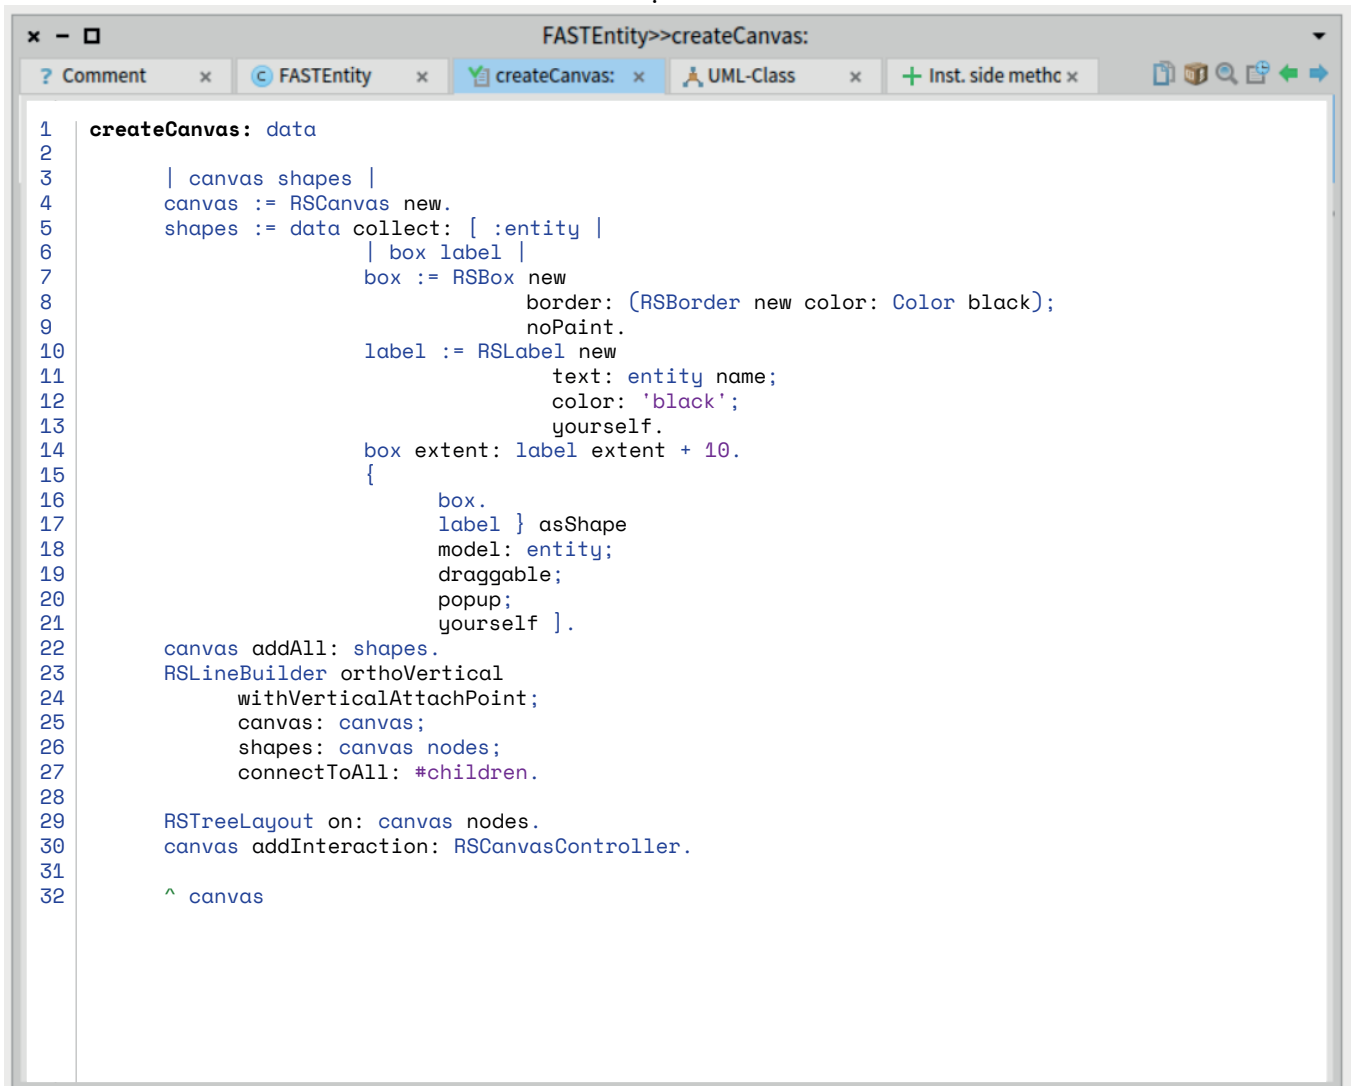 FASTEntity>>createCanvas:
? Comment × © FASTEntity × createCanvas: × UML-Class × + Inst. side methc ×
1 createCanvas: data
2
3 | canvas shapes |
4 canvas := RSCanvas new.
5 shapes := data collect: [ :entity |
6 | box label |
7 box := RSBox new
8 border: (RSBorder new color: Color black);
9 noPaint.
10 label := RSLabel new
11 text: entity name;
12 color: 'black';
13 yourself.
14 box extent: label extent + 10.
15 {
16 box.
17 label } asShape
18 model: entity;
19 draggable;
20 popup;
21 yourself ].
22 canvas addAll: shapes.
23 RSLineBuilder orthoVertical
24 withVerticalAttachPoint;
25 canvas: canvas;
26 shapes: canvas nodes;
27 connectToAll: #children.
28
29 RSTreeLayout on: canvas nodes.
30 canvas addInteraction: RSCanvasController.
31
32 ^ canvas